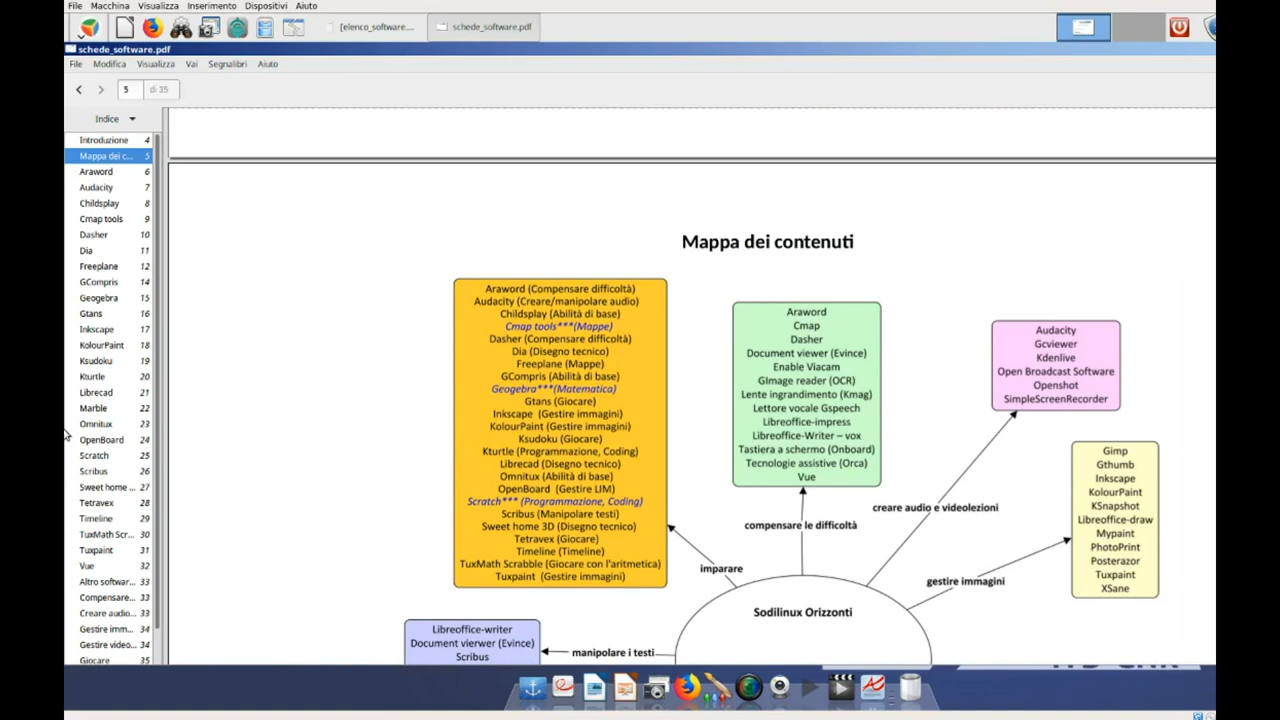 File Macchina Visualizza Inserimento Dispositivi Aiuto
[elenco_software.... schede_software.pdf
schede_software.pdf
File Modifica Visualizza Vai Segnalibri Aiuto
5 di 35
Indice
Introduzione 4
Mappa dei c... 5
Araword 6
Audacity 7
Childsplay 8
Cmap tools 9
Dasher 10
Dia 11
Freeplane 12
GCompris 14
Geogebra 15
Gtans 16
Inkscape 17
KolourPaint 18
Ksudoku 19
Kturtle 20
Librecad 21
Marble 22
Omnitux 23
OpenBoard 24
Scratch 25
Scribus 26
Sweet home ... 27
Tetravex 28
Timeline 29
TuxMath Scr... 30
Tuxpaint 31
Vue 32
Altro softwar... 33
Compensare... 33
Creare audio... 33
Gestire imm... 34
Gestire video... 34
Giocare 35
Mappa dei contenuti
Araword (Compensare difficoltà)
Audacity (Creare/manipolare audio)
Childsplay (Abilità di base)
Cmap tools***(Mappe)
Dasher (Compensare difficoltà)
Dia (Disegno tecnico)
Freeplane (Mappe)
GCompris (Abilità di base)
Geogebra***(Matematica)
Gtans (Giocare)
Inkscape (Gestire immagini)
KolourPaint (Gestire immagini)
Ksudoku (Giocare)
Kturtle (Programmazione, Coding)
Librecad (Disegno tecnico)
Omnitux (Abilità di base)
OpenBoard (Gestire LIM)
Scratch*** (Programmazione, Coding)
Scribus (Manipolare testi)
Sweet home 3D (Disegno tecnico)
Tetravex (Giocare)
Timeline (Timeline)
TuxMath Scrabble (Giocare con l'aritmetica)
Tuxpaint (Gestire immagini)
Araword
Cmap
Dasher
Document viewer (Evince)
Enable Viacam
GImage reader (OCR)
Lente ingrandimento (Kmag)
Lettore vocale Gspeech
Libreoffice-impress
Libreoffice-Writer – vox
Tastiera a schermo (Onboard)
Tecnologie assistive (Orca)
Vue
Audacity
Gcviewer
Kdenlive
Open Broadcast Software
Openshot
SimpleScreenRecorder
Gimp
Gthumb
Inkscape
KolourPaint
KSnapshot
Libreoffice-draw
Mypaint
PhotoPrint
Posterazor
Tuxpaint
XSane
creare audio e videolezioni
compensare le difficoltà
imparare
gestire immagini
Sodilinux Orizzonti
Libreoffice-writer
Document vierwer (Evince)
Scribus
manipolare i testi